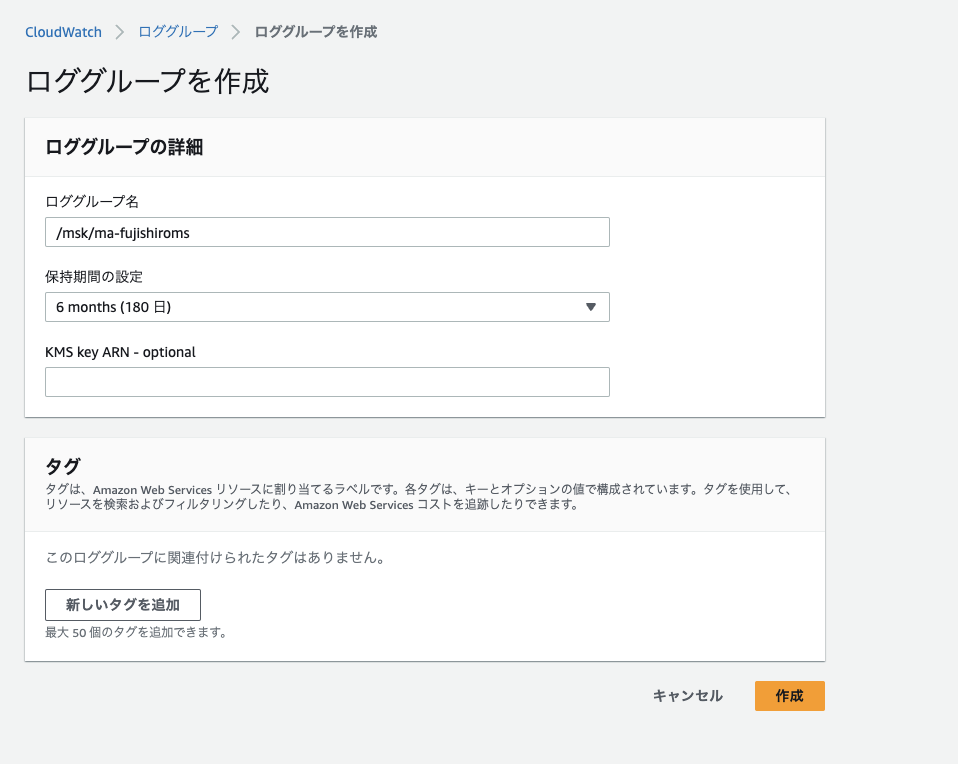 CloudWatch > ロググループ > ロググループを作成
ロググループを作成
ロググループの詳細
ロググループ名
/msk/ma-fujishiroms
保持期間の設定
6 months (180 日)
KMS key ARN - optional
タグ
タグは、Amazon Web Services リソースに割り当てるラベルです。各タグは、キーとオプションの値で構成されています。タグを使用して、
リソースを検索およびフィルタリングしたり、Amazon Web Services コストを追跡したりできます。
このロググループに関連付けられたタグはありません。
新しいタグを追加
最大 50 個のタグを追加できます。
キャンセル 作成